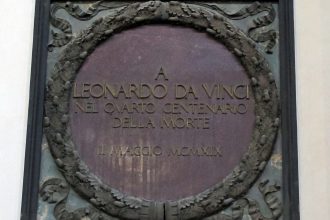 A
LEONARDO DA VINCI
NEL QVARTO CENTENARIO
DELLA MORTE
II MAGGIO MCMXIX